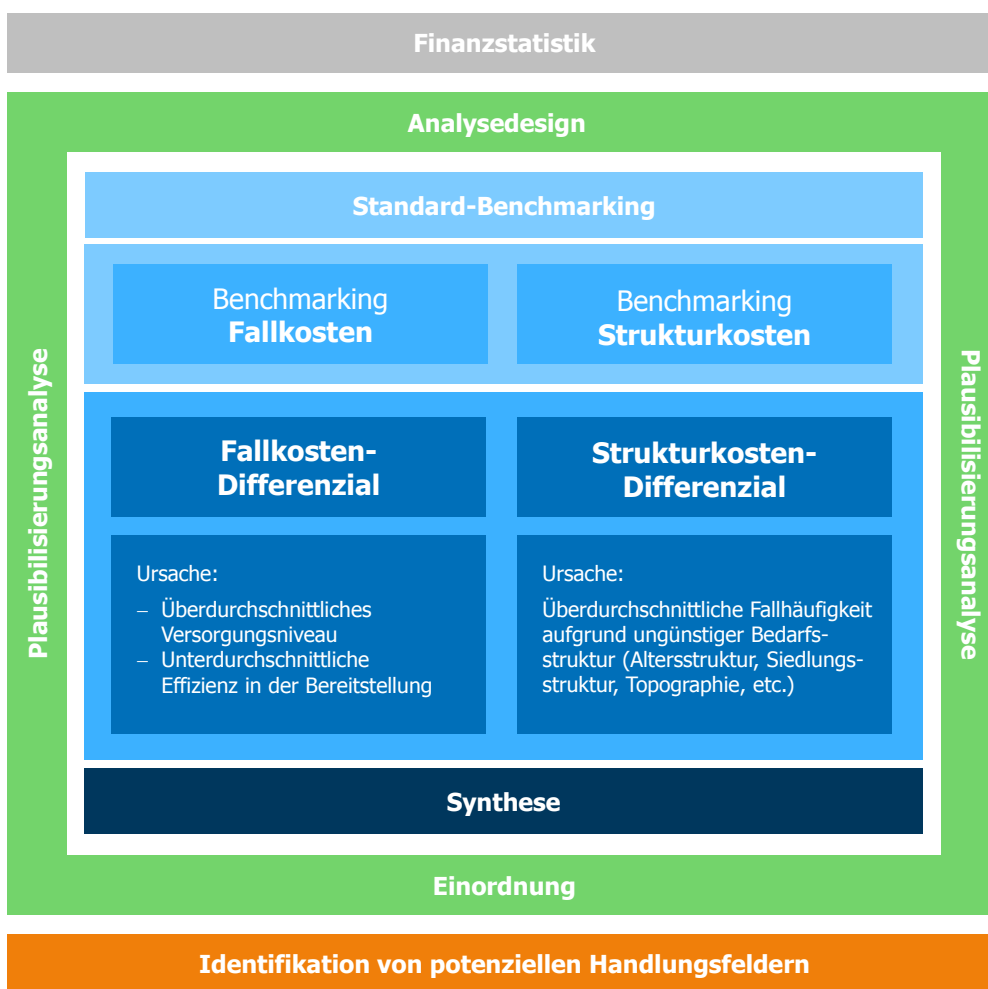 Finanzstatistik
Analysedesign
Plausibilisierungsanalyse
Standard-Benchmarking
Benchmarking
Fallkosten
Benchmarking
Strukturkosten
Fallkosten-
Differenzial
Strukturkosten-
Differenzial
Ursache:
– Überdurchschnittliches
Versorgungsniveau
– Unterdurchschnittliche
Effizienz in der Bereitstellung
Ursache:
Überdurchschnittliche Fallhäufigkeit
aufgrund ungünstiger Bedarfs-
struktur (Altersstruktur, Siedlungs-
struktur, Topographie, etc.)
Plausibilisierungsanalyse
Synthese
Einordnung
Identifikation von potenziellen Handlungsfeldern